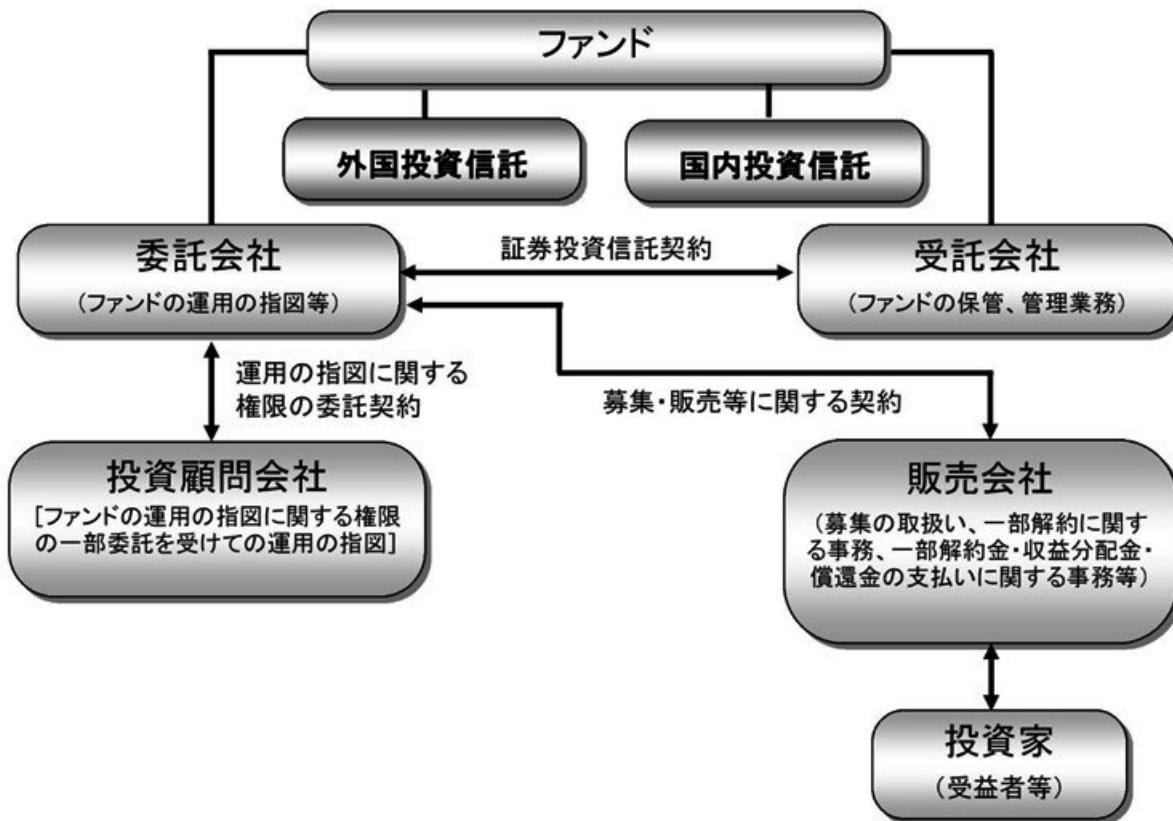 ファンド
外国投資信託
国内投資信託
委託会社
(ファンドの運用の指図等)
証券投資信託契約
受託会社
(ファンドの保管、管理業務)
運用の指図に関する
権限の委託契約
募集・販売等に関する契約
投資顧問会社
[ファンドの運用の指図に関する権限
の一部委託を受けての運用の指図]
販売会社
(募集の取扱い、一部解約に関す
る事務、一部解約金・収益分配金・
償還金の支払いに関する事務等)
投資家
(受益者等)